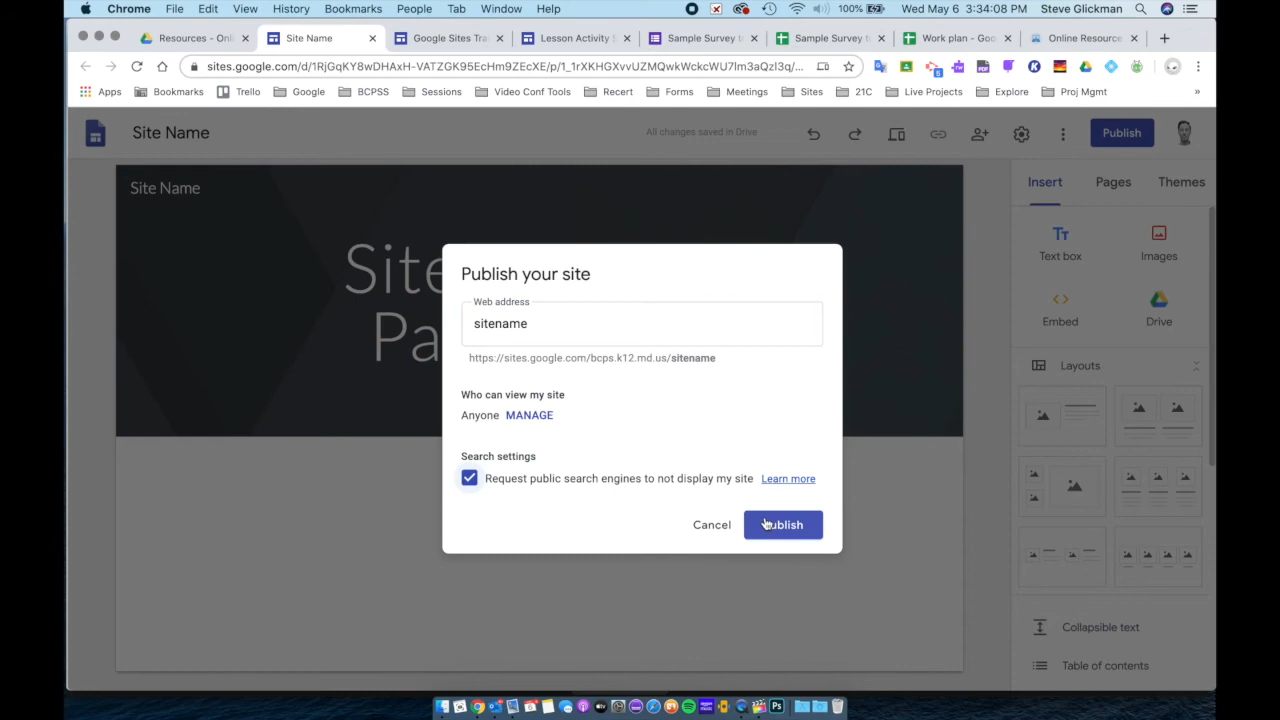 Chrome File Edit View History Bookmarks People Tab Window Help 100% Wed May 6 3:34:08 PM Steve Glickman
Resources - Onl Site Name Google Sites Tra Lesson Activity S Sample Survey t Sample Survey t Work plan - Goo Online Resource
sites.google.com/d/1RjGqKY8wDHAxH-VATZGK95EcHm9ZEcXE/p/1_1rXKHGXvvUZMQwkWckcWU7lm3aQzl3q/...
Apps Bookmarks Trello Google BCPSS Sessions Video Conf Tools Recert Forms Meetings Sites 21C Live Projects Explore Proj Mgmt »
Site Name All changes saved in Drive Publish
Site Name
Insert Pages Themes
Site
Pa
Text box Images
Embed Drive
Layouts
Collapsible text
Table of contents
Publish your site
Web address
sitename
https://sites.google.com/bcps.k12.md.us/sitename
Who can view my site
Anyone MANAGE
Search settings
Request public search engines to not display my site Learn more
Cancel Publish